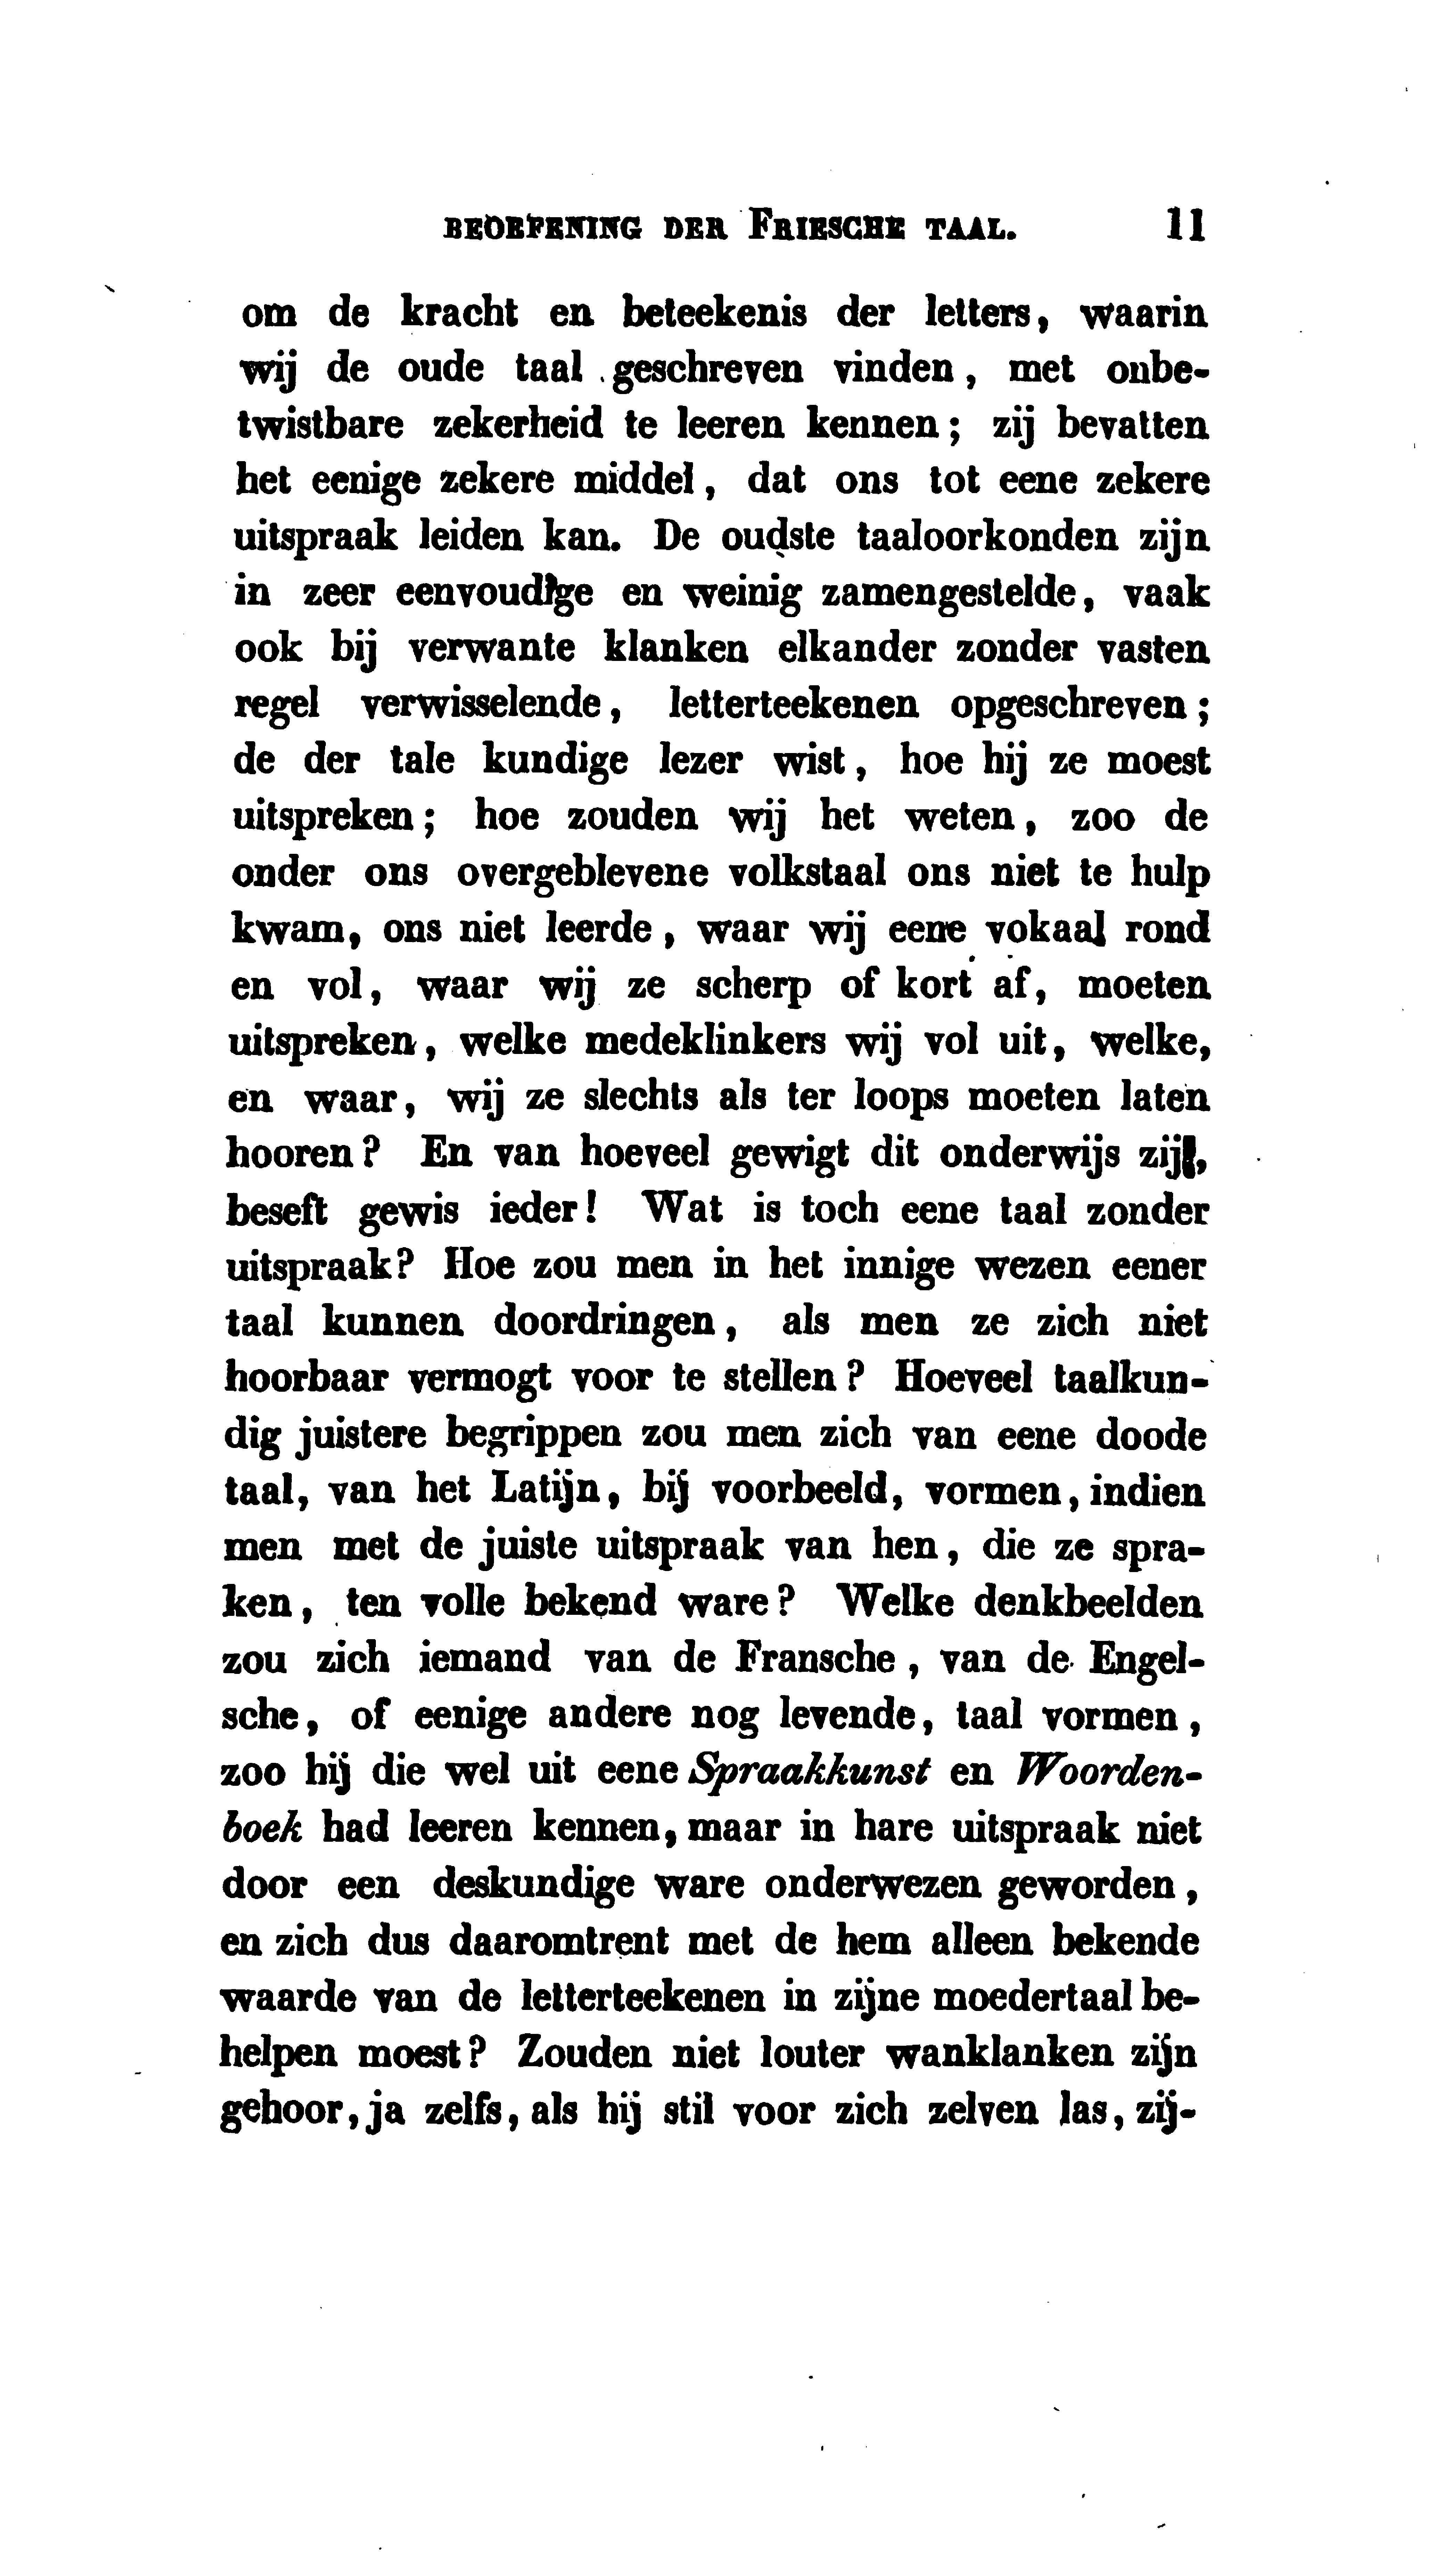 BEOEFENING DER FRIESCHE TAAL. 11
om de kracht en beteekenis der letters, waarin
wij de oude taal geschreven vinden, met onbe-
twistbare zekerheid te leeren kennen; zij bevatten
het eenige zekere middel, dat ons tot eene zekere
uitspraak leiden kan. De oudste taaloorkonden zijn
in zeer eenvoudige en weinig zamengestelde, vaak
ook bij verwante klanken elkander zonder vasten
regel verwisselende, letterteekenen opgeschreven;
de der tale kundige lezer wist, hoe hij ze moest
uitspreken; hoe zouden wij het weten, zoo de
onder ons overgeblevene volkstaal ons niet te hulp
kwam, ons niet leerde, waar wij eene vokaal rond
en vol, waar wij ze scherp of kort af, moeten
uitspreken, welke medeklinkers wij vol uit, welke,
en waar, wij ze slechts als ter loops moeten laten
hooren? En van hoeveel gewigt dit onderwijs zij,
beseft gewis ieder! Wat is toch eene taal zonder
uitspraak? Hoe zou men in het innige wezen eener
taal kunnen doordringen, als men ze zich niet
hoorbaar vermogt voor te stellen? Hoeveel taalkun-
dig juistere begrippen zou men zich van eene doode
taal, van het Latijn, bij voorbeeld, vormen, indien
men met de juiste uitspraak van hen, die ze spra-
ken, ten volle bekend ware? Welke denkbeelden
zou zich iemand van de Fransche, van de Engel-
sche, of eenige andere nog levende, taal vormen,
zoo hij die wel uit eene Spraakkunst en Woorden-
boek had leeren kennen, maar in hare uitspraak niet
door een deskundige ware onderwezen geworden,
en zich dus daaromtrent met de hem alleen bekende
waarde van de letterteekenen in zijne moedertaal be-
helpen moest? Zouden niet louter wanklanken zijn
gehoor, ja zelfs, als hij stil voor zich zelven las, zij-